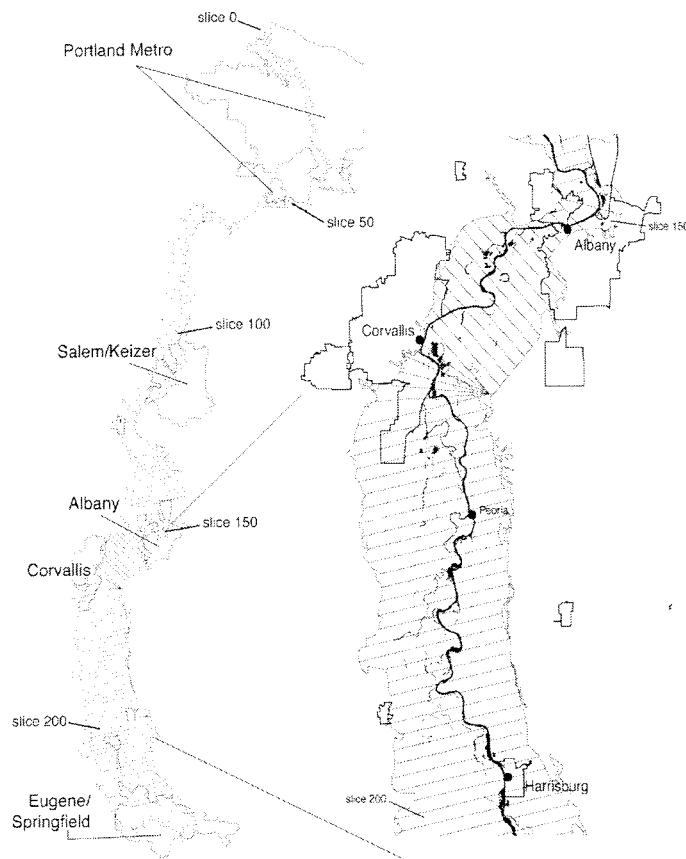 slice 0
Portland Metro
slice 50
slice 100
Salem/Keizer
Albany
slice 150
Corvallis
slice 200
Eugene/
Springfield
slice 150
Albany
Corvallis
Peoria
Harrisburg
slice 200